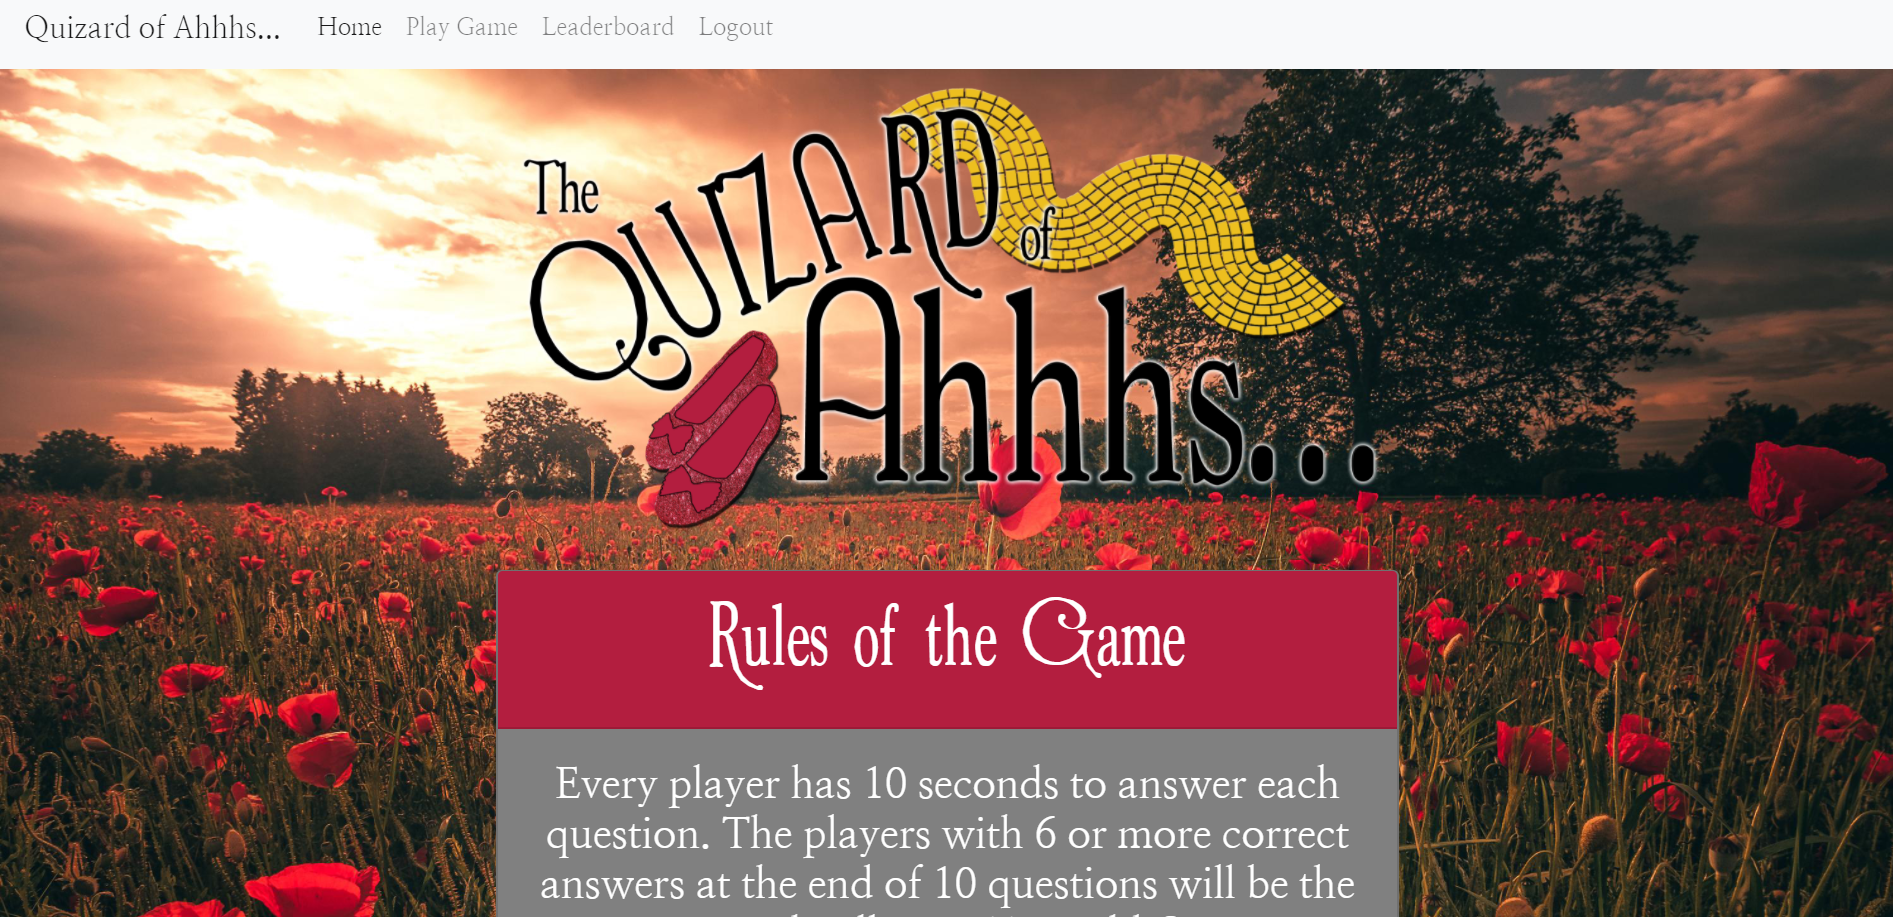 Quizard of Ahhhs... Home Play Game Leaderboard Logout
The
QUIZARD
of
Ahhhs...
Rules of the Game
Every player has 10 seconds to answer each
question. The players with 6 or more correct
answers at the end of 10 questions will be the